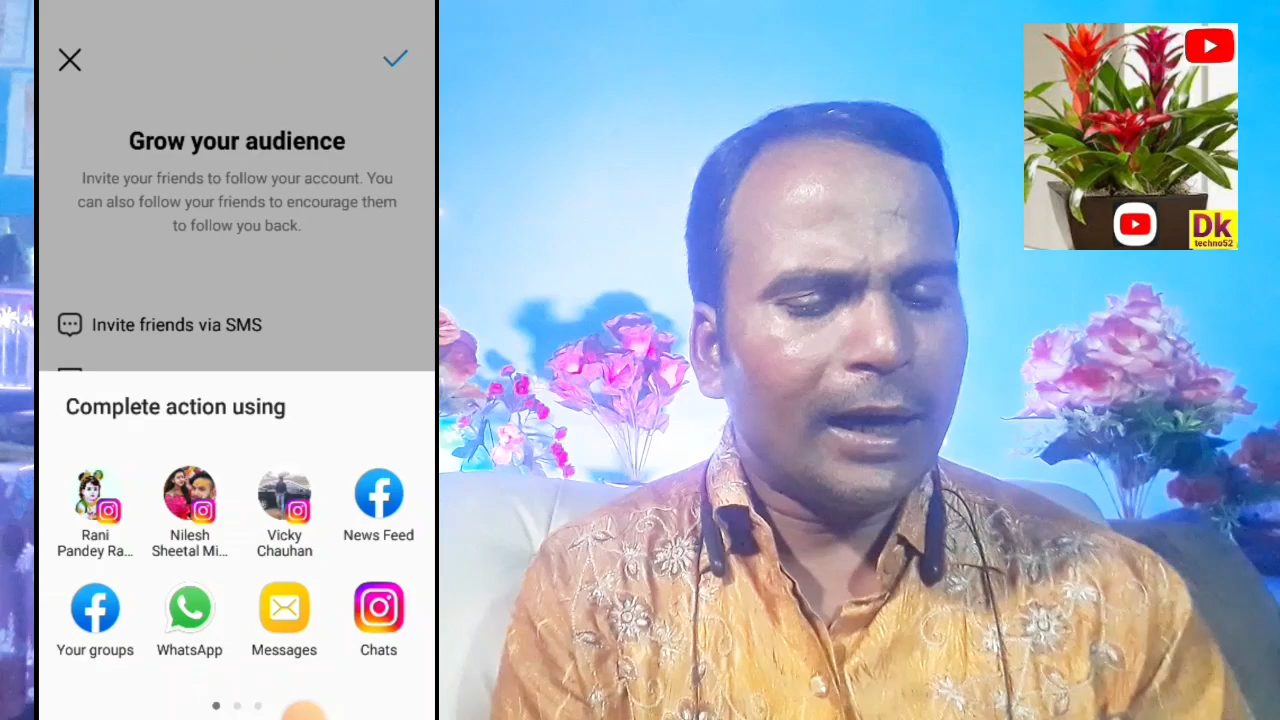 Grow your audience
Invite your friends to follow your account. You
can also follow your friends to encourage them
to follow you back.
Invite friends via SMS
Complete action using
Rani
Pandey Ra...
Nilesh
Sheetal Mi...
Vicky
Chauhan
News Feed
Your groups
WhatsApp
Messages
Chats
Dk
techno52